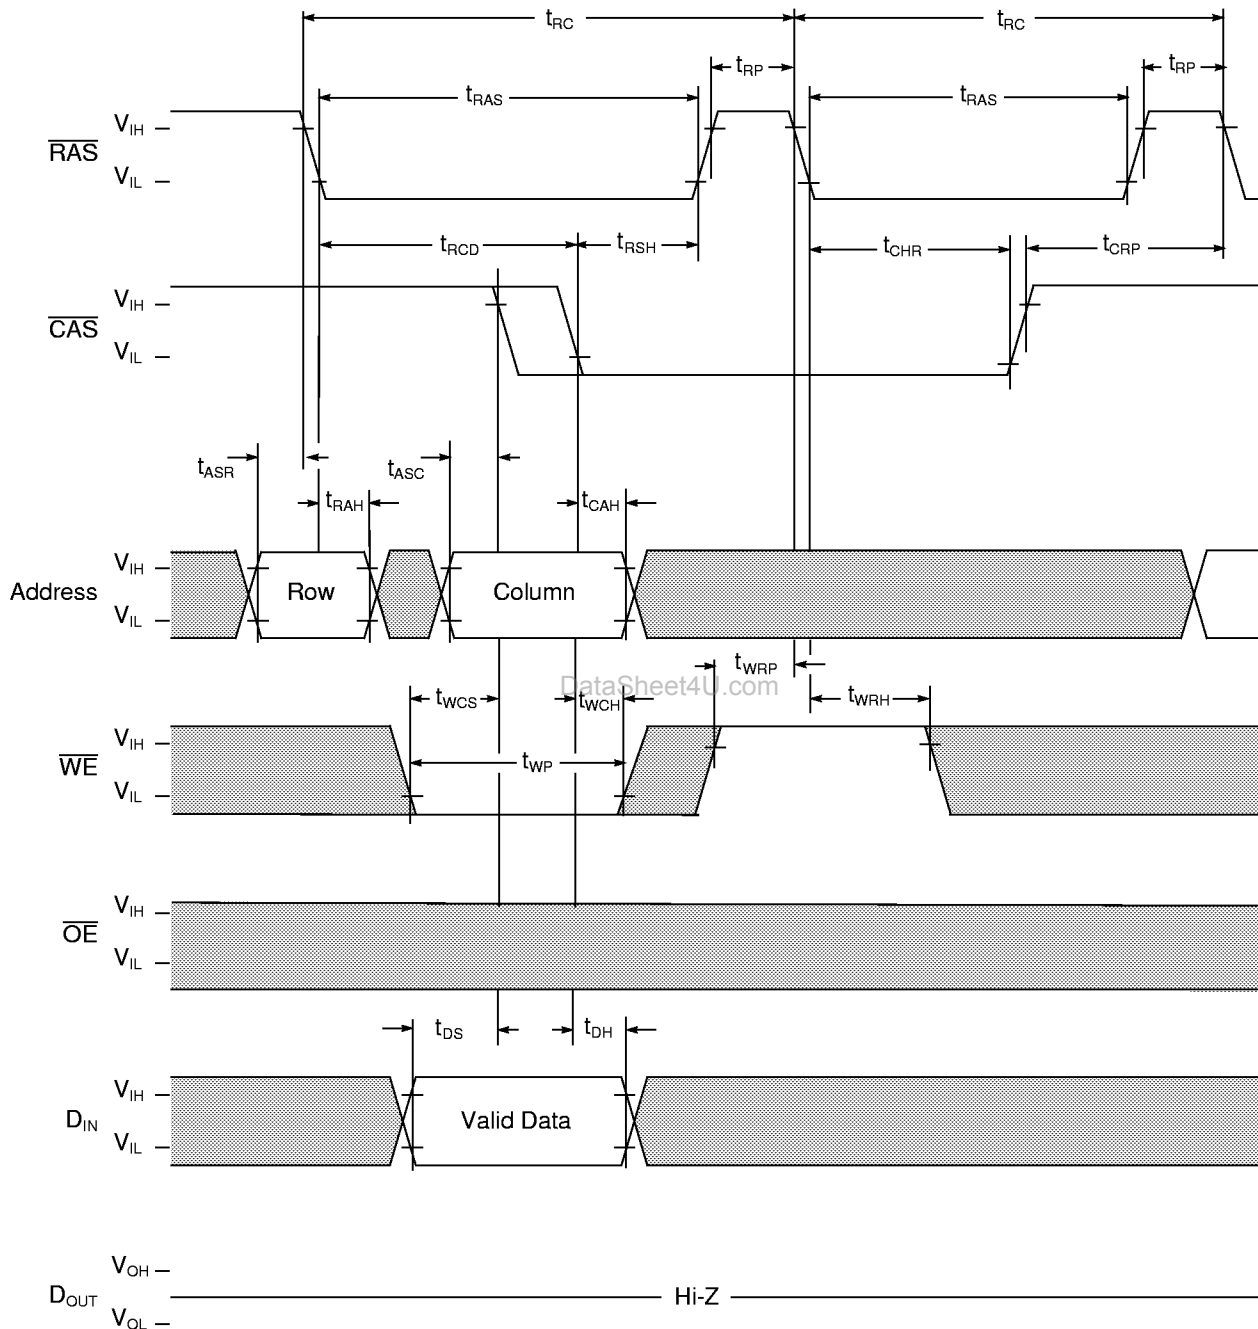 tRC tRC
tRP tRP
tRAS tRAS
RAS VIH
VIL
tRCD tRSH tCHR tCRP
CAS VIH
VIL
tASR tASC
tRAH tCAH
Address VIH
VIL
Row Column
tWRP
DataSheet4U.com
tWCS tWCH tWRH
WE VIH
VIL
tWP
OE VIH
VIL
tDS tDH
DIN VIH
VIL
Valid Data
DOUT VOH
VOL
Hi-Z